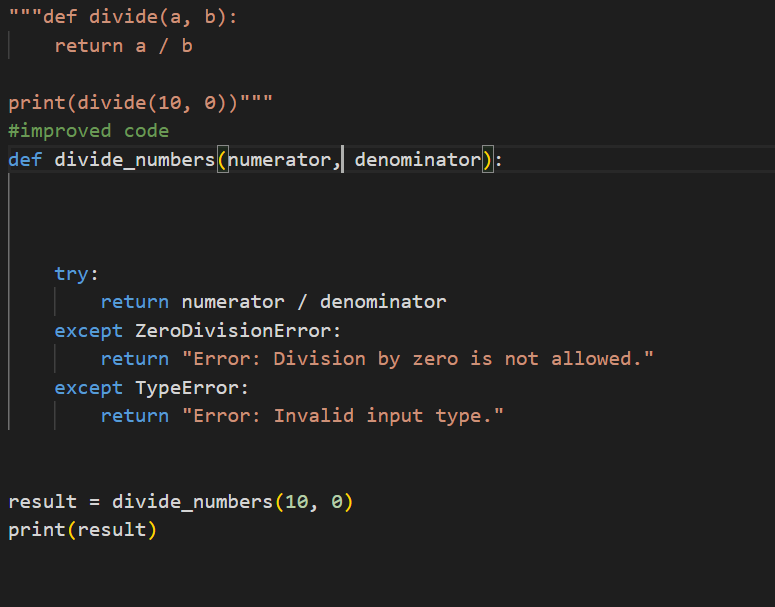 """def divide(a, b):
    return a / b
print(divide(10, 0))"""
#improved code
def divide_numbers(numerator, denominator):
    try:
        return numerator / denominator
    except ZeroDivisionError:
        return "Error: Division by zero is not allowed."
    except TypeError:
        return "Error: Invalid input type."
result = divide_numbers(10, 0)
print(result)